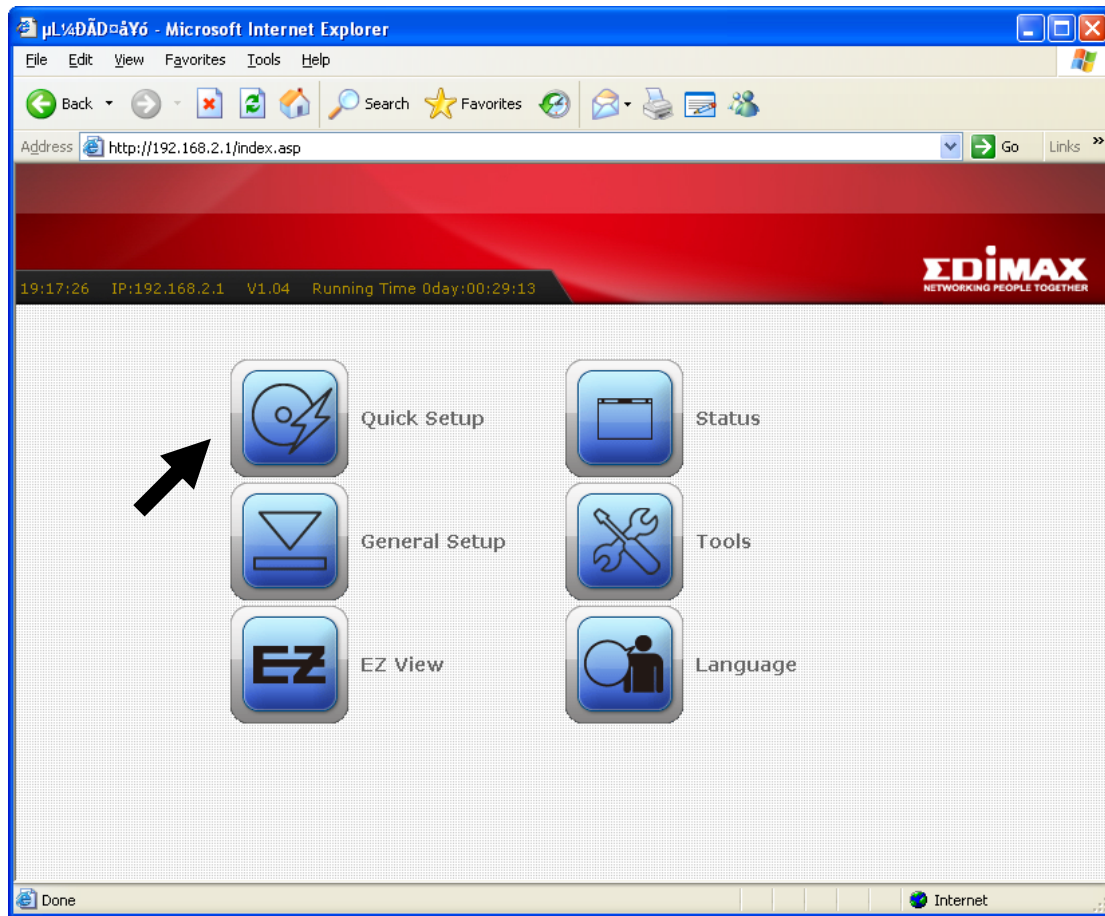 µL¼ÐÃD¤åYó - Microsoft Internet Explorer
File Edit View Favorites Tools Help
Back Search Favorites
Address http://192.168.2.1/index.asp Go Links »
EDiMAX
NETWORKING PEOPLE TOGETHER
19:17:26 IP:192.168.2.1 V1.04 Running Time 0day:00:29:13
Quick Setup
Status
General Setup
Tools
EZ
EZ View
Language
Done Internet